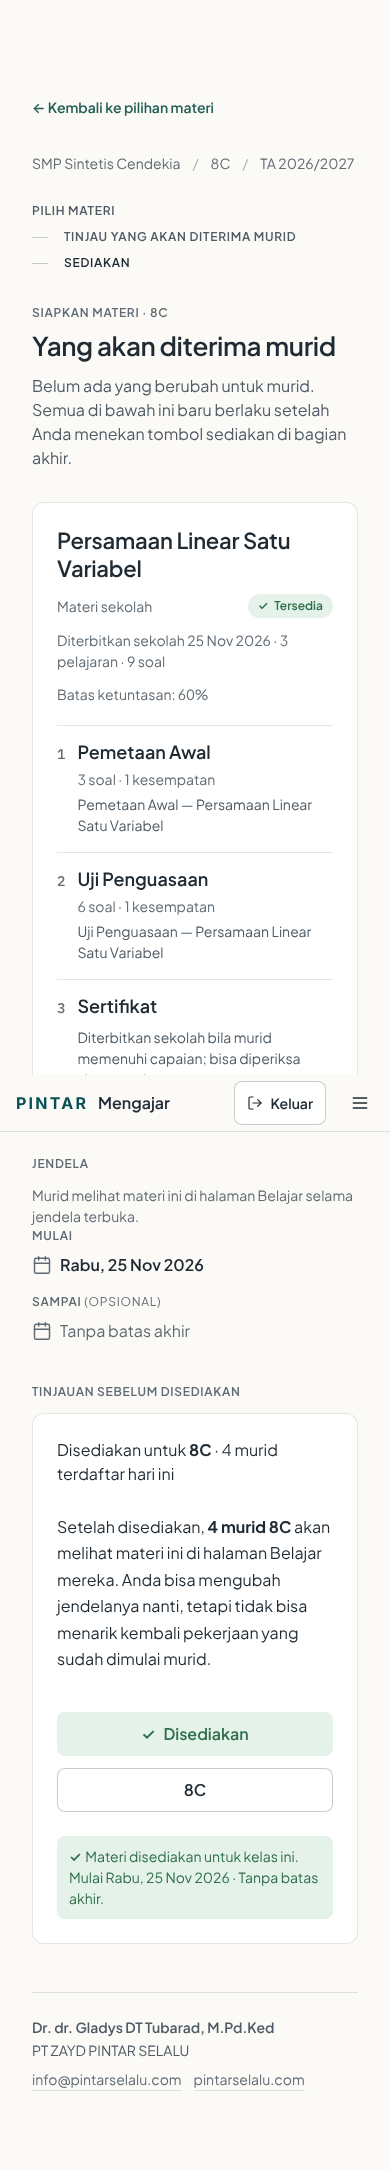 ← Kembali ke pilihan materi
SMP Sintetis Cendekia / 8C / TA 2026/2027
PILIH MATERI
— TINJAU YANG AKAN DITERIMA MURID
— SEDIAKAN
SIAPKAN MATERI · 8C
Yang akan diterima murid
Belum ada yang berubah untuk murid.
Semua di bawah ini baru berlaku setelah
Anda menekan tombol sediakan di bagian
akhir.
Persamaan Linear Satu
Variabel
Materi sekolah
✓ Tersedia
Diterbitkan sekolah 25 Nov 2026 · 3
pelajaran · 9 soal
Batas ketuntasan: 60%
1 Pemetaan Awal
3 soal · 1 kesempatan
Pemetaan Awal — Persamaan Linear
Satu Variabel
2 Uji Penguasaan
6 soal · 1 kesempatan
Uji Penguasaan — Persamaan Linear
Satu Variabel
3 Sertifikat
Diterbitkan sekolah bila murid
memenuhi capaian; bisa diperiksa
PINTAR Mengajar
Keluar
JENDELA
Murid melihat materi ini di halaman Belajar selama
jendela terbuka.
MULAI
Rabu, 25 Nov 2026
SAMPAI (OPSIONAL)
Tanpa batas akhir
TINJAUAN SEBELUM DISEDIAKAN
Disediakan untuk 8C · 4 murid
terdaftar hari ini
Setelah disediakan, 4 murid 8C akan
melihat materi ini di halaman Belajar
mereka. Anda bisa mengubah
jendelanya nanti, tetapi tidak bisa
menarik kembali pekerjaan yang
sudah dimulai murid.
✓ Disediakan
8C
✓ Materi disediakan untuk kelas ini.
Mulai Rabu, 25 Nov 2026 · Tanpa batas
akhir.
Dr. dr. Gladys DT Tubarad, M.Pd.Ked
PT ZAYD PINTAR SELALU
info@pintarselalu.com pintarselalu.com